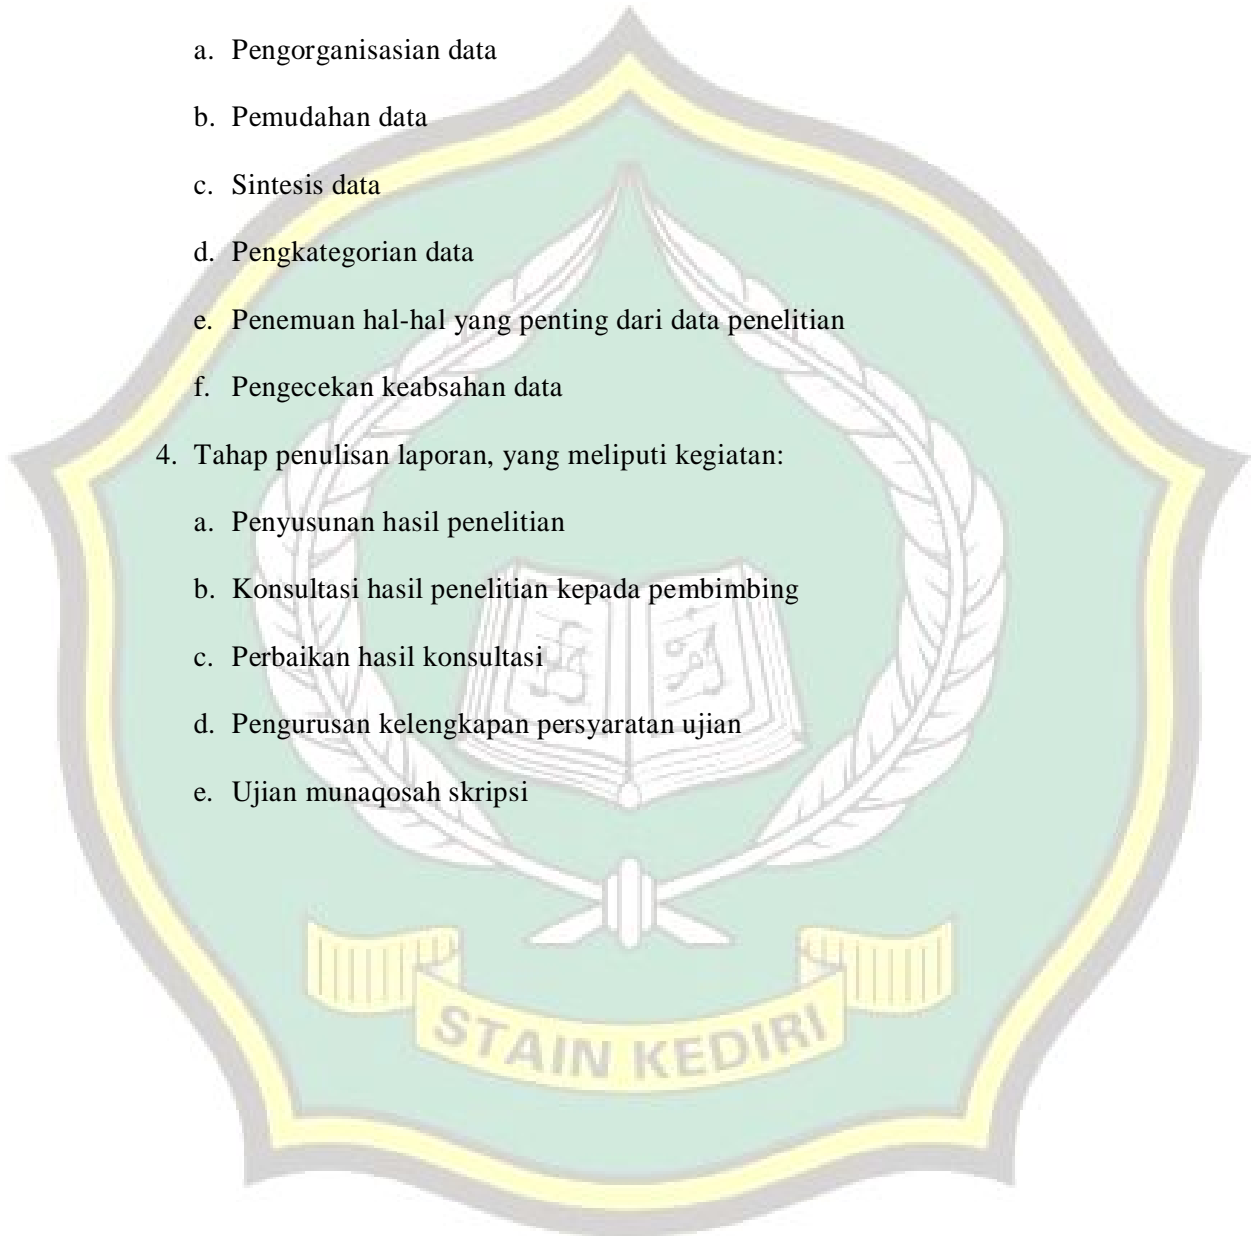 a. Pengorganisasian data
b. Pemudahan data
c. Sintesis data
d. Pengkategorian data
e. Penemuan hal-hal yang penting dari data penelitian
f. Pengecekan keabsahan data
4. Tahap penulisan laporan, yang meliputi kegiatan:
a. Penyusunan hasil penelitian
b. Konsultasi hasil penelitian kepada pembimbing
c. Perbaikan hasil konsultasi
d. Pengurusan kelengkapan persyaratan ujian
e. Ujian munaqosah skripsi
STAIN KEDIRI